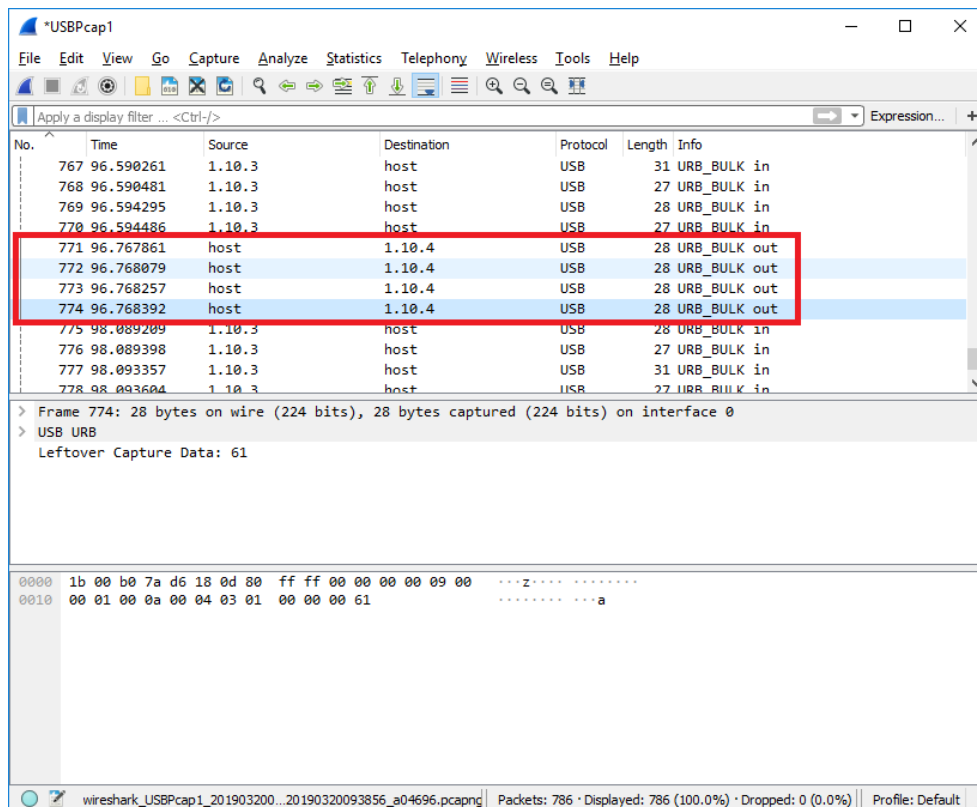 *USBPcap1
File Edit View Go Capture Analyze Statistics Telephony Wireless Tools Help
Apply a display filter ... <Ctrl-/> Expression... +
No. Time Source Destination Protocol Length Info
767 96.590261 1.10.3 host USB 31 URB_BULK in
768 96.590481 1.10.3 host USB 27 URB_BULK in
769 96.594295 1.10.3 host USB 28 URB_BULK in
770 96.594486 1.10.3 host USB 27 URB_BULK in
771 96.767861 host 1.10.4 USB 28 URB_BULK out
772 96.768079 host 1.10.4 USB 28 URB_BULK out
773 96.768257 host 1.10.4 USB 28 URB_BULK out
774 96.768392 host 1.10.4 USB 28 URB_BULK out
775 98.089209 1.10.3 host USB 28 URB_BULK in
776 98.089398 1.10.3 host USB 27 URB_BULK in
777 98.093357 1.10.3 host USB 31 URB_BULK in
778 98.093604 1.10.3 host USB 27 URB_BULK in
> Frame 774: 28 bytes on wire (224 bits), 28 bytes captured (224 bits) on interface 0
> USB URB
Leftover Capture Data: 61
0000 1b 00 b0 7a d6 18 0d 80 ff ff 00 00 00 00 09 00 ···z···· ········
0010 00 01 00 0a 00 04 03 01 00 00 00 61 ········ ···a
wireshark_USBPcap1_201903200...20190320093856_a04696.pcapng Packets: 786 · Displayed: 786 (100.0%) · Dropped: 0 (0.0%) Profile: Default